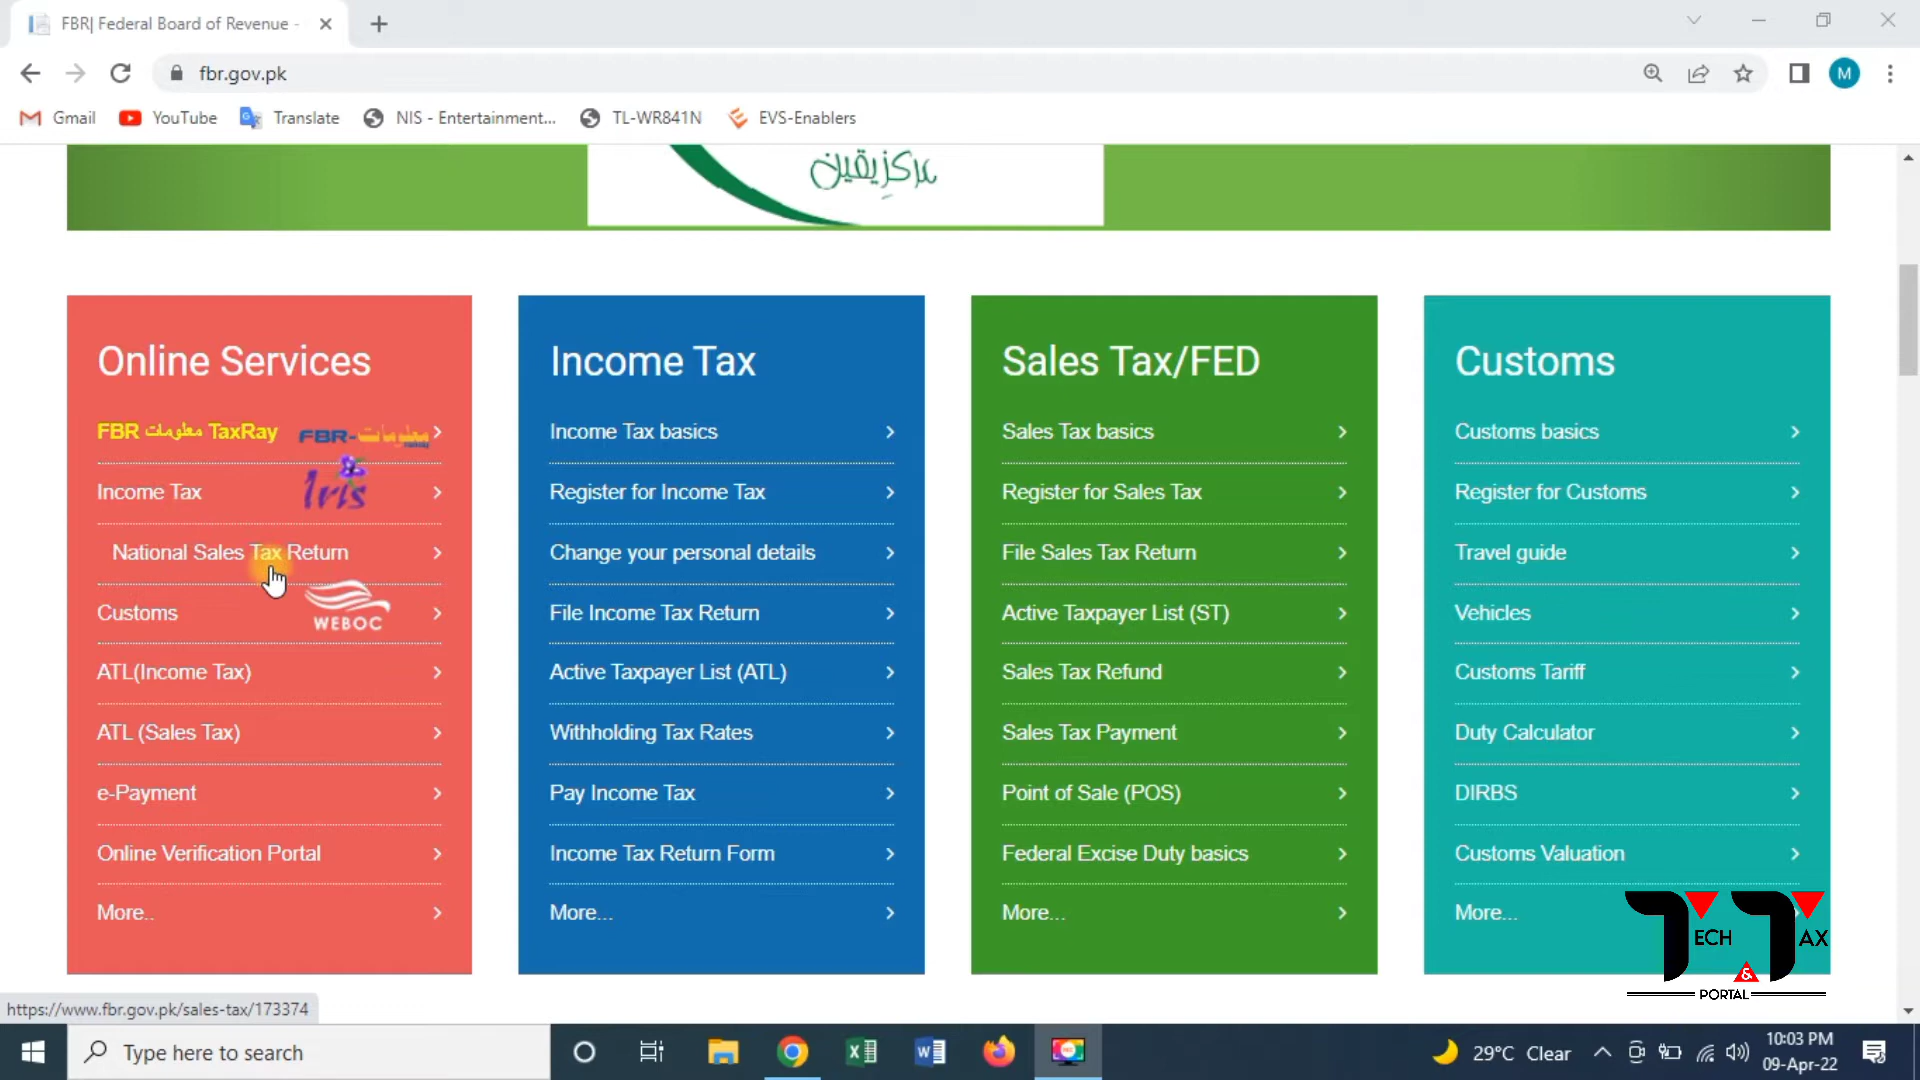 FBR| Federal Board of Revenue -
fbr.gov.pk
M
Gmail
YouTube
Translate
NIS - Entertainment...
TL-WR841N
EVS-Enablers
مرکزِ یقین
Online Services
FBR معلومات TaxRay
FBR-معلومات
Income Tax
Iris
National Sales Tax Return
Customs
WEBOC
ATL(Income Tax)
ATL (Sales Tax)
e-Payment
Online Verification Portal
More..
Income Tax
Income Tax basics
Register for Income Tax
Change your personal details
File Income Tax Return
Active Taxpayer List (ATL)
Withholding Tax Rates
Pay Income Tax
Income Tax Return Form
More...
Sales Tax/FED
Sales Tax basics
Register for Sales Tax
File Sales Tax Return
Active Taxpayer List (ST)
Sales Tax Refund
Sales Tax Payment
Point of Sale (POS)
Federal Excise Duty basics
More...
Customs
Customs basics
Register for Customs
Travel guide
Vehicles
Customs Tariff
Duty Calculator
DIRBS
Customs Valuation
More...
TECH
&
TAX
PORTAL
https://www.fbr.gov.pk/sales-tax/173374
Type here to search
29°C Clear
10:03 PM
09-Apr-22